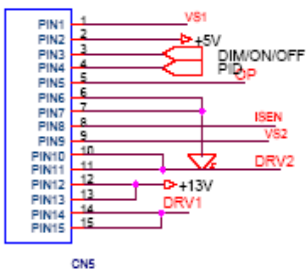 PIN1 1 VS1
PIN2 2 +5V
PIN3 3 DIM/ON/OFF
PIN4 4 PID
PIN5 5 OP
PIN6 6
PIN7 7
PIN8 8 ISEN
PIN9 9 VS2
PIN10 10
PIN11 11 DRV2
PIN12 12 +13V
PIN13 13
PIN14 14 DRV1
PIN15 15
CN5